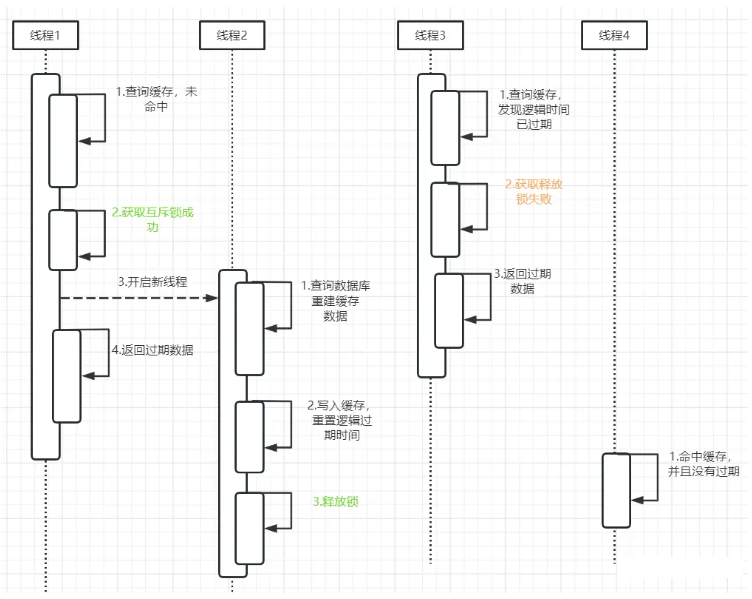 线程1
线程2
线程3
线程4
1.查询缓存，未
命中
2.获取互斥锁成
功
3.开启新线程
4.返回过期数据
1.查询数据库
重建缓存
数据
2.写入缓存，
重置逻辑过
期时间
3.释放锁
1.查询缓存，
发现逻辑时间
已过期
2.获取释放
锁失败
3.返回过期
数据
1.命中缓存，
并且没有过期